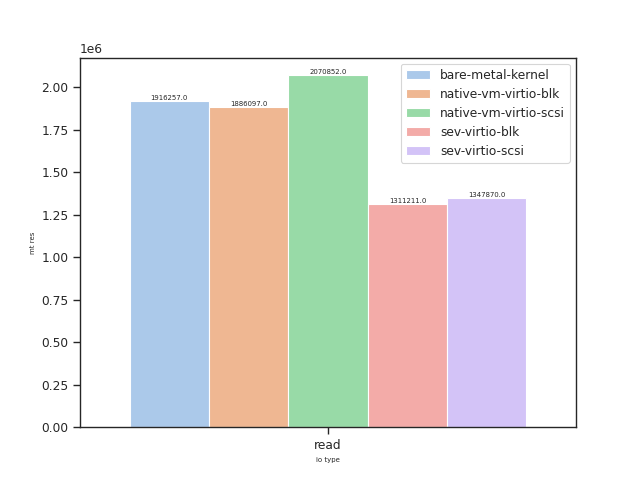 1e6
2.00
1.75
1.50
1.25
1.00
0.75
0.50
0.25
0.00
mt res
1916257.0
1886097.0
2070852.0
1311211.0
1347870.0
bare-metal-kernel
native-vm-virtio-blk
native-vm-virtio-scsi
sev-virtio-blk
sev-virtio-scsi
read
io type